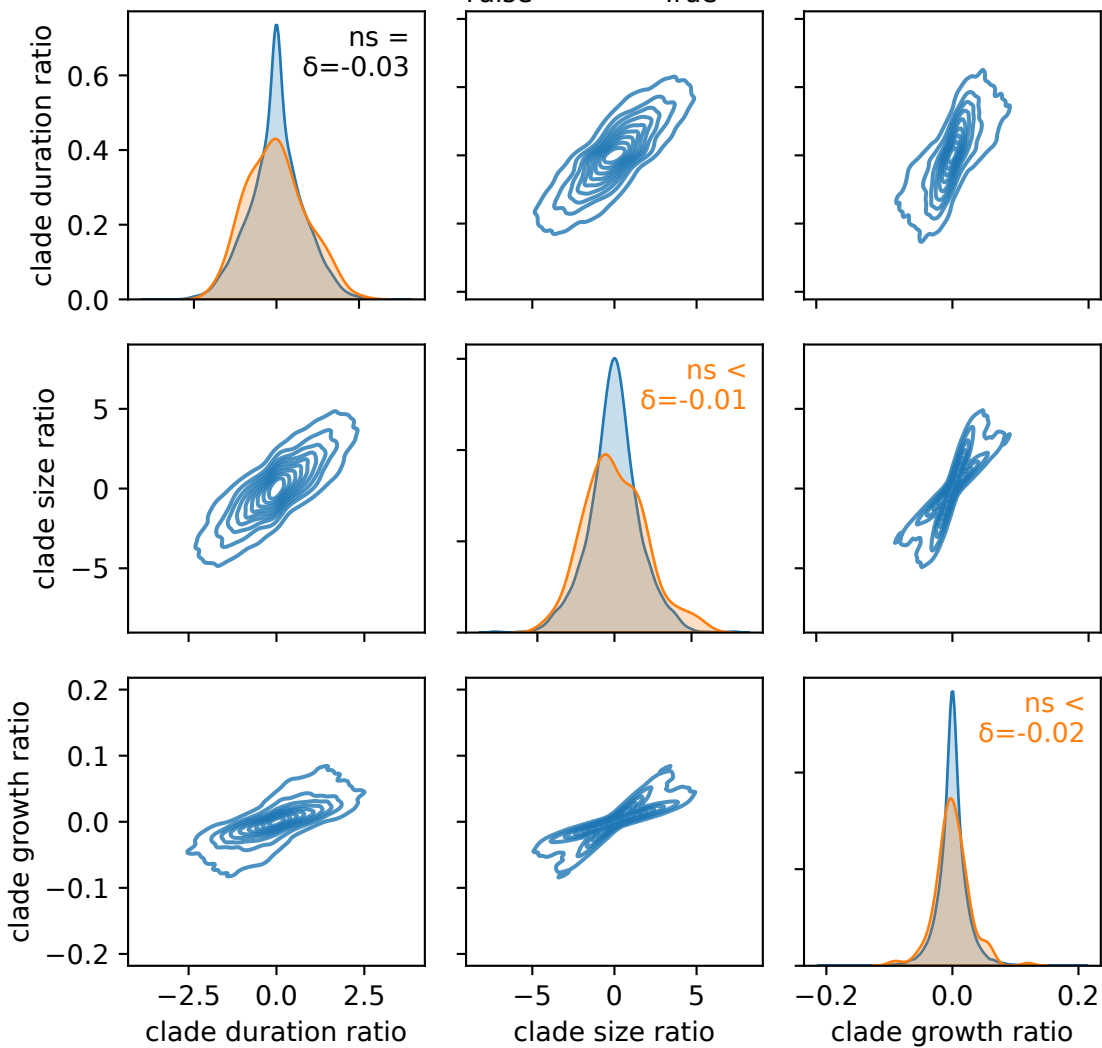 clade duration ratio
0.6
0.4
0.2
0.0
ns =
δ=-0.03
clade size ratio
5
0
−5
ns <
δ=-0.01
clade growth ratio
0.2
0.1
0.0
−0.1
−0.2
ns <
δ=-0.02
−2.5 0.0 2.5
−5 0 5
−0.2 0.0 0.2
clade duration ratio
clade size ratio
clade growth ratio